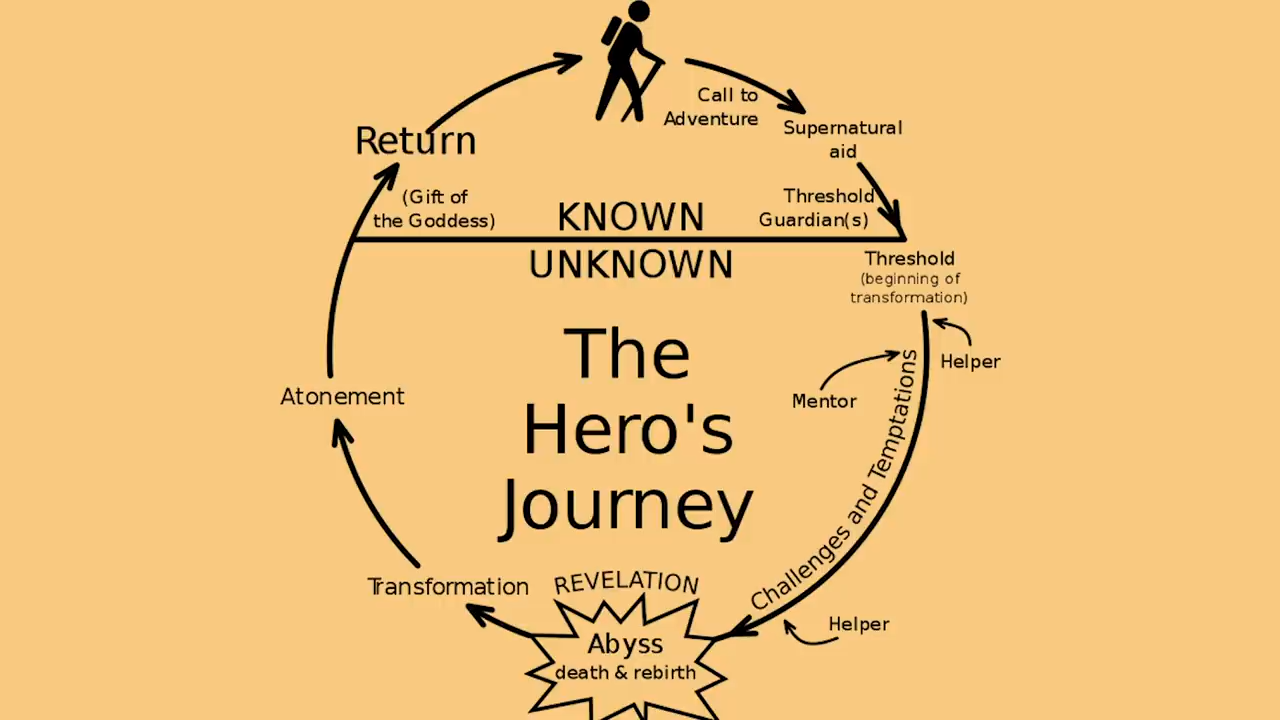 Call to
Adventure
Supernatural
aid
Return
(Gift of
the Goddess)
KNOWN
Threshold
Guardian(s)
UNKNOWN
Threshold
(beginning of
transformation)
Helper
Mentor
The
Hero's
Journey
Challenges and Temptations
Atonement
Transformation
REVELATION
Abyss
death & rebirth
Helper